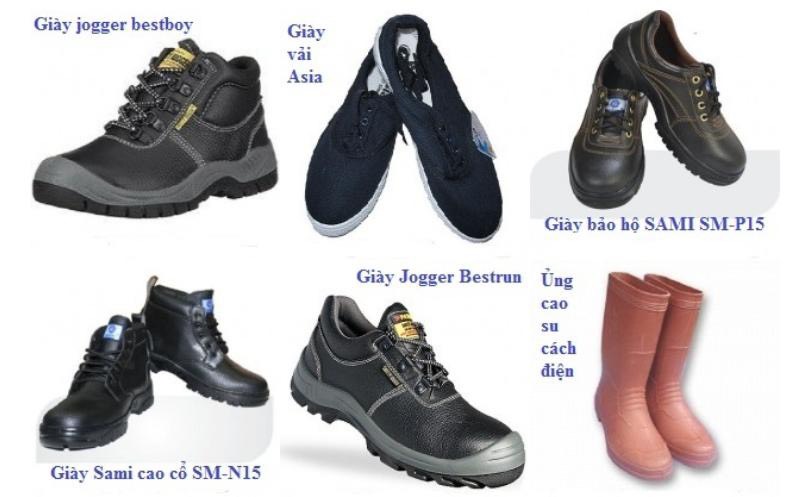 Giày jogger bestboy
Giày
vải
Asia
Giày bảo hộ SAMI SM-P15
Giày Sami cao cổ SM-N15
Giày Jogger Bestrun
Ủng
cao
su
cách
điện